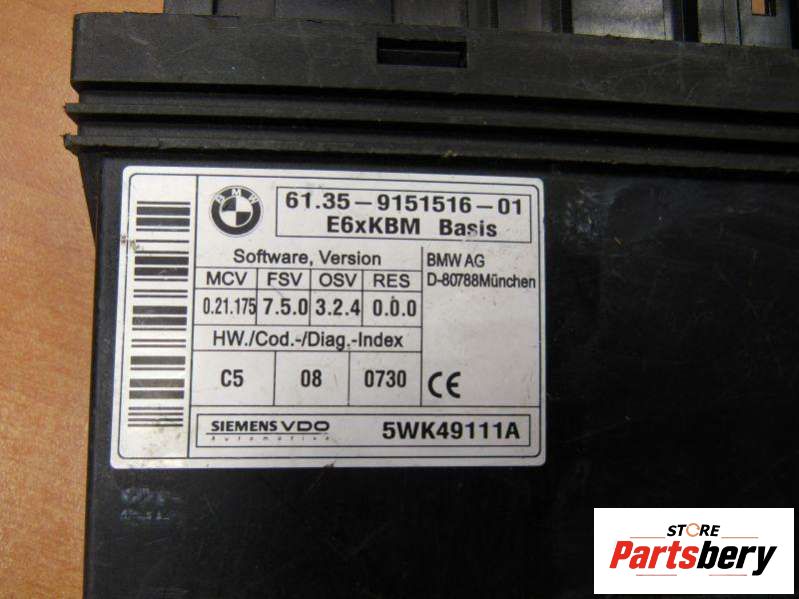 BMW
61.35-9151516-01
E6xKBM Basis
Software, Version
MCV FSV OSV RES
0.21.175 7.5.0 3.2.4 0.0.0
HW./Cod.-/Diag.-Index
C5 08 0730
BMW AG
D-80788München
CE
SIEMENS VDO
Automotive
5WK49111A
STORE
Partsbery